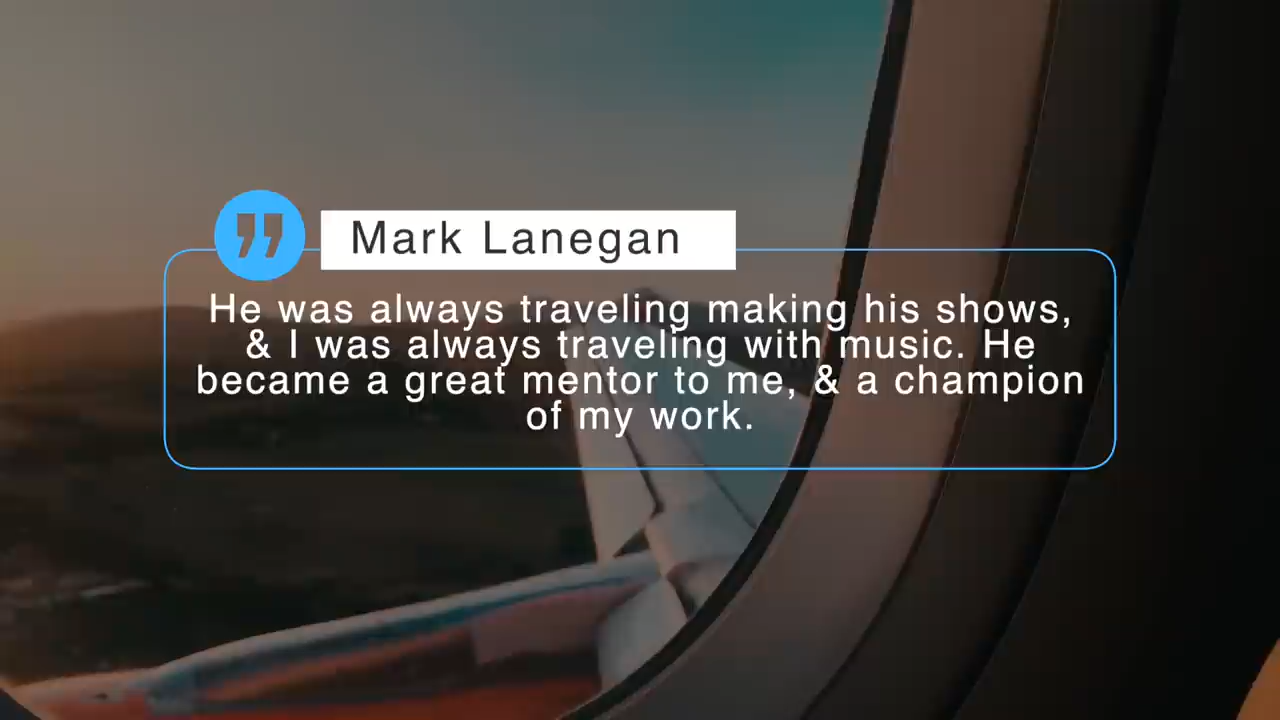 Mark Lanegan
He was always traveling making his shows,
& I was always traveling with music. He
became a great mentor to me, & a champion
of my work.